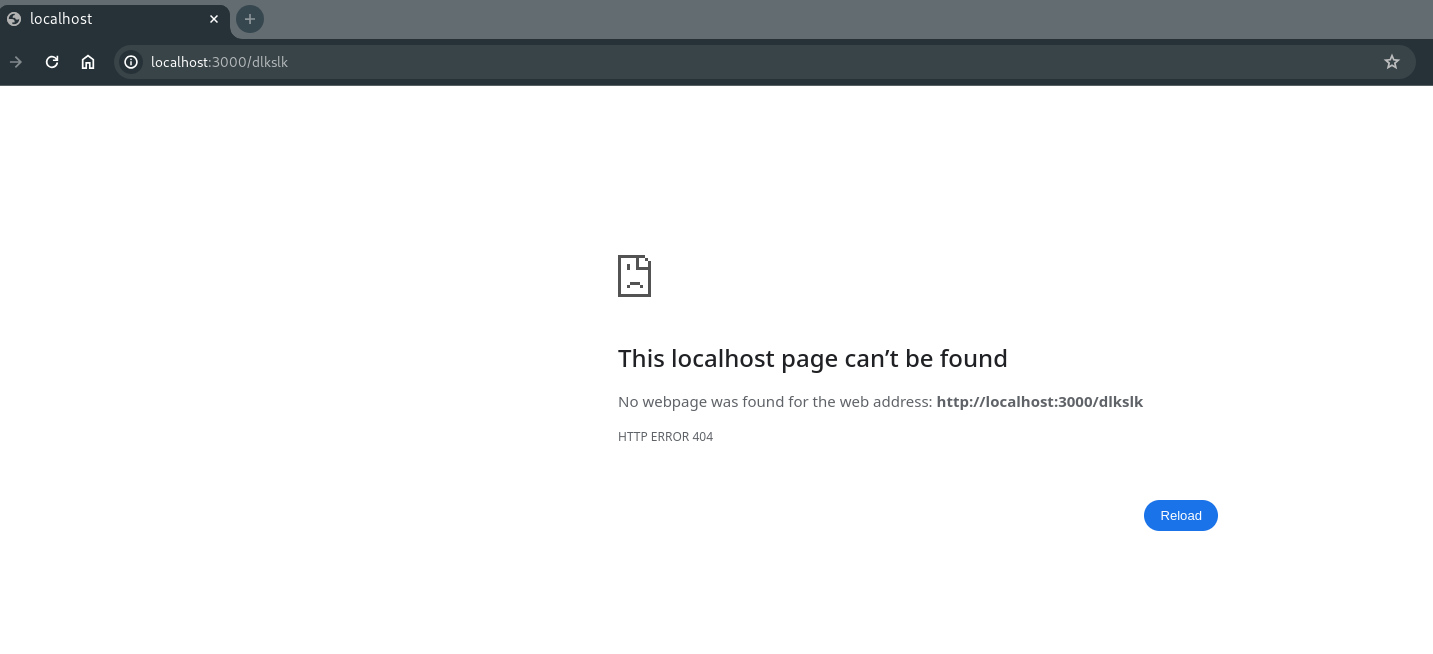 localhost
localhost:3000/dlkslk
This localhost page can’t be found
No webpage was found for the web address: http://localhost:3000/dlkslk
HTTP ERROR 404
Reload